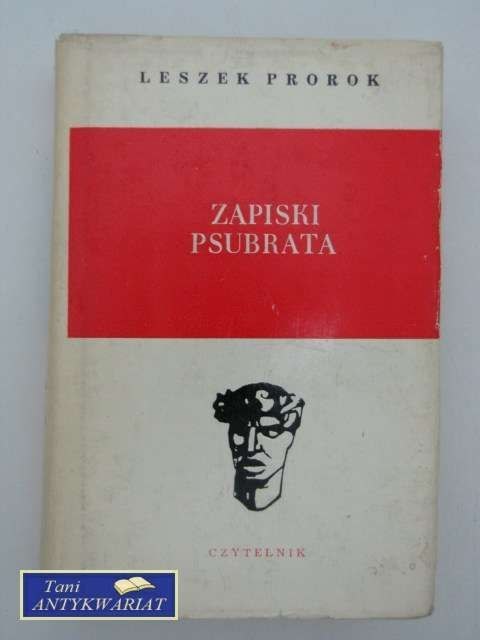 LESZEK PROROK
ZAPISKI
PSUBRATA
CZYTELNIK
Tani
ANTYKWARIAT